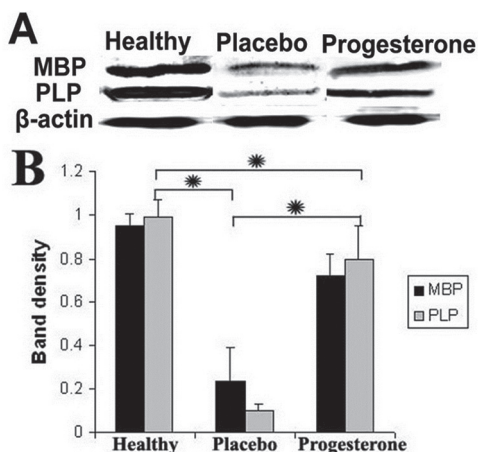 A
Healthy Placebo Progesterone
MBP
PLP
β-actin
B
1.2
1
0.8
0.6
0.4
0.2
0
Band density
MBP
PLP
Healthy Placebo Progesterone